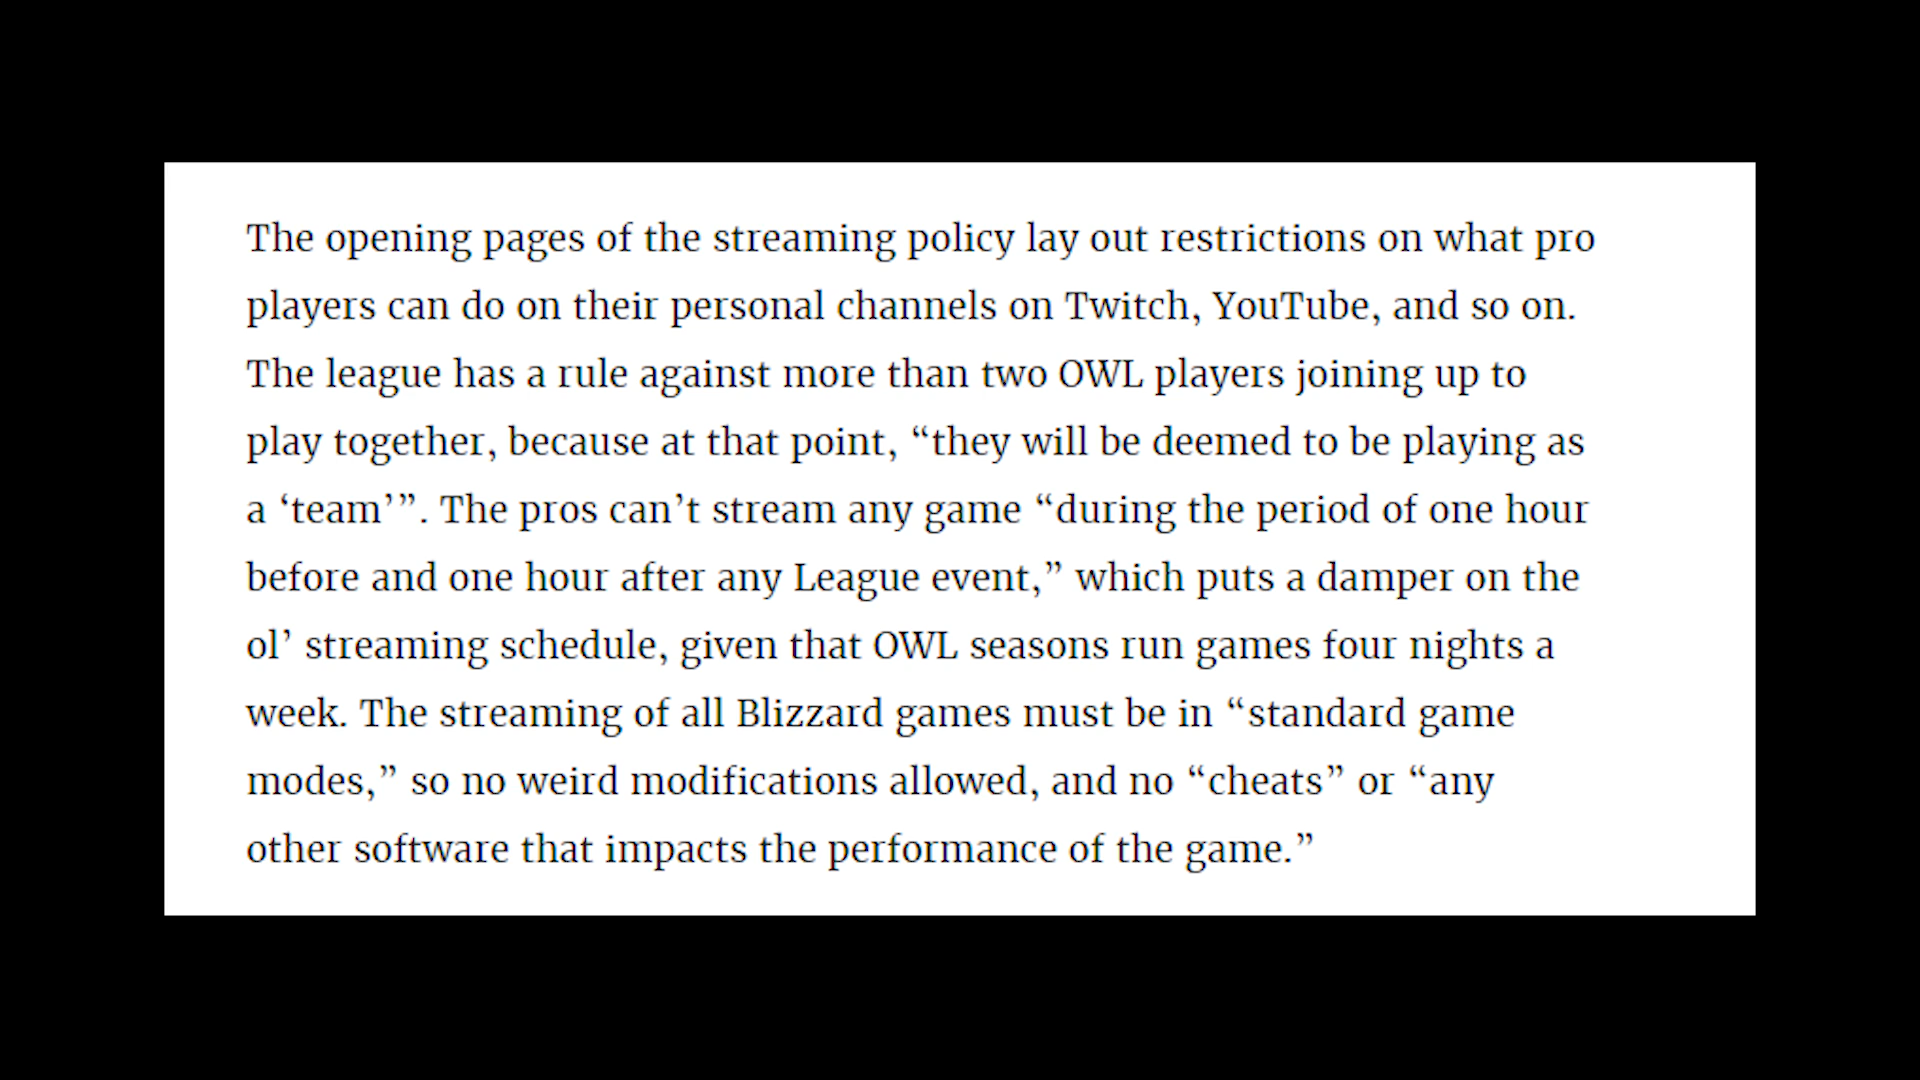 The opening pages of the streaming policy lay out restrictions on what pro
players can do on their personal channels on Twitch, YouTube, and so on.
The league has a rule against more than two OWL players joining up to
play together, because at that point, “they will be deemed to be playing as
a ‘team’”. The pros can’t stream any game “during the period of one hour
before and one hour after any League event,” which puts a damper on the
ol’ streaming schedule, given that OWL seasons run games four nights a
week. The streaming of all Blizzard games must be in “standard game
modes,” so no weird modifications allowed, and no “cheats” or “any
other software that impacts the performance of the game.”